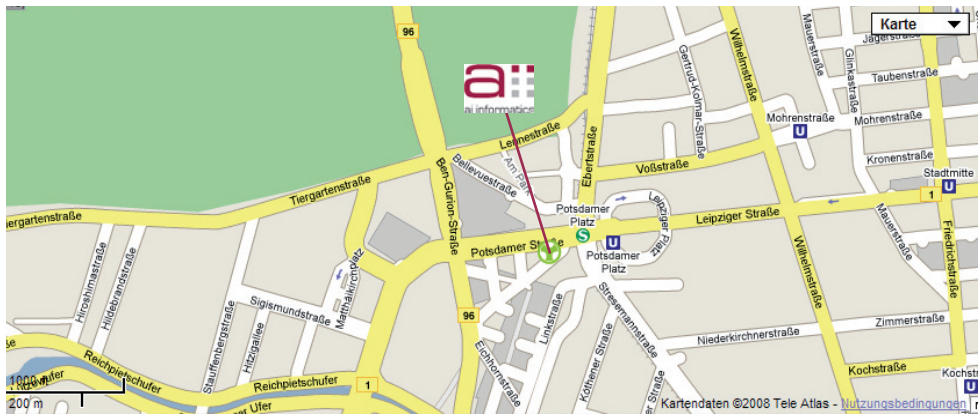 Karte
96
ai informatics
Jägerstraße
Mauerstraße
Glinkastraße
Taubenstraße
Wilhelmstraße
Gertrud-Kolmar-Straße
Mohrenstraße
U
Mohrenstraße
Lennéstraße
Ebertstraße
Am Park
Bellevuestraße
Voßstraße
Kronenstraße
Stadtmitte
U
Tiergartenstraße
Ben-Gurion-Straße
1
Potsdamer
Platz
S
Leipziger Platz
Leipziger Straße
Mauerstraße
Friedrichstraße
Potsdamer Straße
U
Potsdamer
Platz
Wilhelmstraße
Hiroshimastraße
Hildebrandstraße
Matthäikirchplatz
Sigismundstraße
Stauffenbergstraße
Hitzigallee
96
Eichhornstraße
Linkstraße
Stresemannstraße
Köthener Straße
Niederkirchnerstraße
Zimmerstraße
Kochstraße
U
Reichpietschufer
Reichpietschufer
1
1000 ft
200 m
Kartendaten ©2008 Tele Atlas - Nutzungsbedingungen